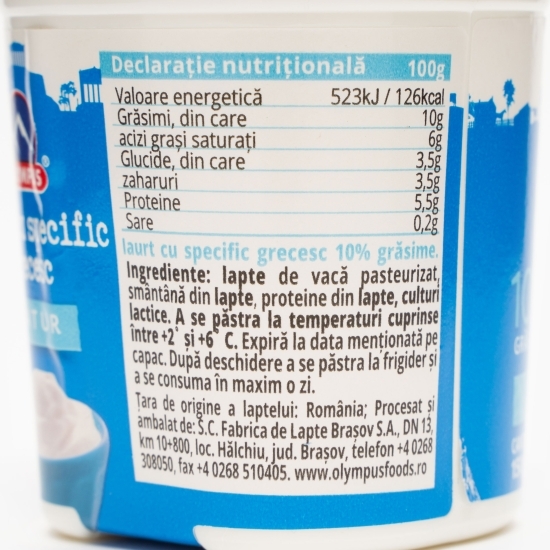 Declarație nutrițională 100g
Valoare energetică 523kJ / 126kcal
Grăsimi, din care 10g
acizi grași saturați 6g
Glucide, din care 3,5g
zaharuri 3,5g
Proteine 5,5g
Sare 0,2g
Iaurt cu specific grecesc 10% grăsime.
Ingrediente: lapte de vacă pasteurizat,
smântână din lapte, proteine din lapte, culturi
lactice. A se păstra la temperaturi cuprinse
între +2° și +6° C. Expiră la data menționată pe
capac. După deschidere a se păstra la frigider și
a se consuma în maxim o zi.
Țara de origine a laptelui: România; Procesat și
ambalat de: S.C. Fabrica de Lapte Brașov S.A., DN 13,
km 10+800, loc. Hălchiu, jud. Brașov, telefon +4 0268
308050, fax +4 0268 510405. www.olympusfoods.ro
specific